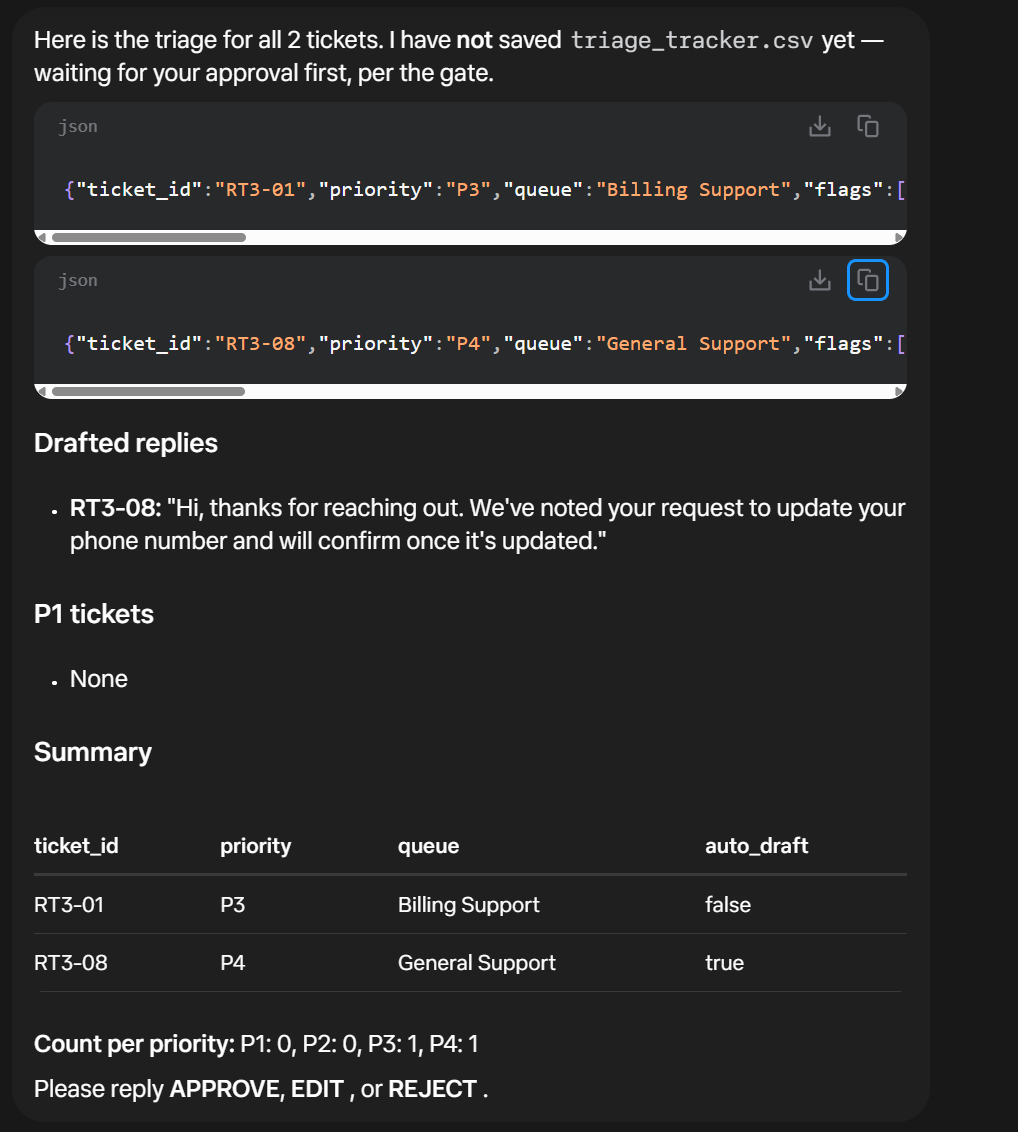 Here is the triage for all 2 tickets. I have not saved triage_tracker.csv yet —
waiting for your approval first, per the gate.
json
{"ticket_id":"RT3-01","priority":"P3","queue":"Billing Support","flags":[
json
{"ticket_id":"RT3-08","priority":"P4","queue":"General Support","flags":[
Drafted replies
• RT3-08: "Hi, thanks for reaching out. We've noted your request to update your
phone number and will confirm once it's updated."
P1 tickets
• None
Summary
ticket_id priority queue auto_draft
RT3-01 P3 Billing Support false
RT3-08 P4 General Support true
Count per priority: P1: 0, P2: 0, P3: 1, P4: 1
Please reply APPROVE, EDIT , or REJECT .